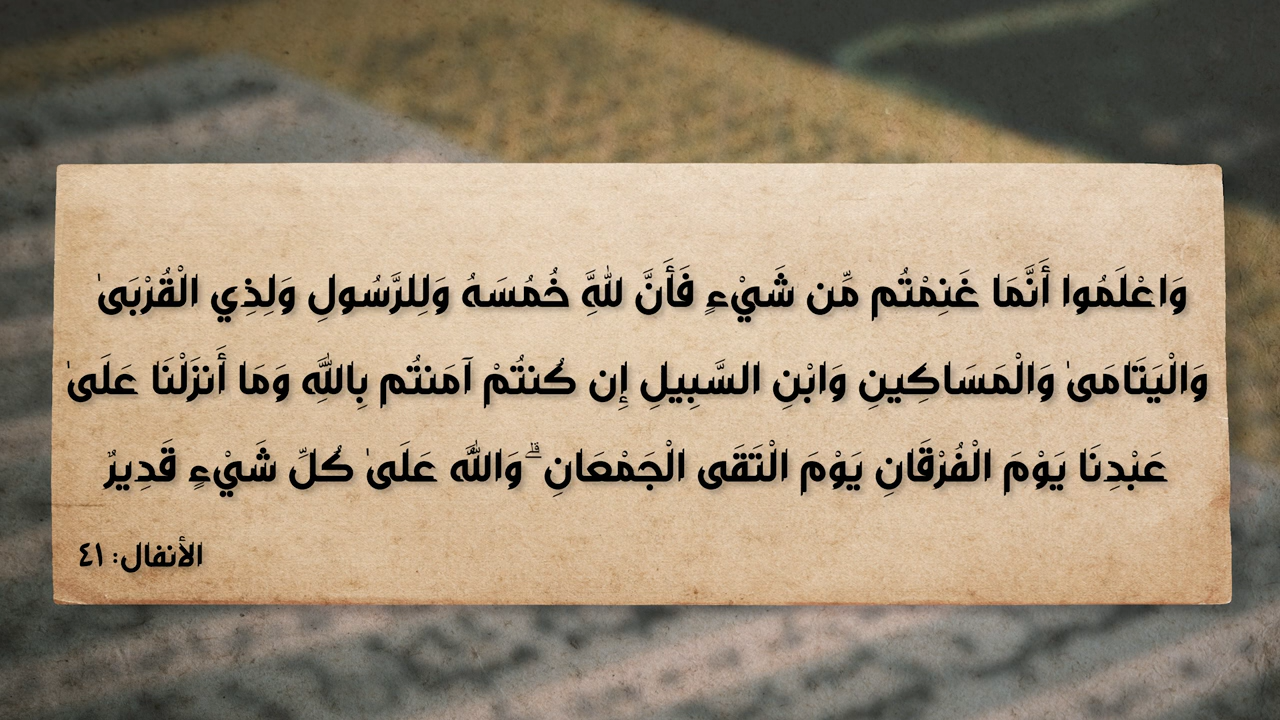 وَاعْلَمُوا أَنَّمَا غَنِمْتُم مِّن شَيْءٍ فَأَنَّ لِلَّهِ خُمُسَهُ وَلِلرَّسُولِ وَلِذِي الْقُرْبَىٰ
وَالْيَتَامَىٰ وَالْمَسَاكِينِ وَابْنِ السَّبِيلِ إِن كُنتُمْ آمَنتُم بِاللَّهِ وَمَا أَنزَلْنَا عَلَىٰ
عَبْدِنَا يَوْمَ الْفُرْقَانِ يَوْمَ الْتَقَى الْجَمْعَانِ ۗ وَاللَّهُ عَلَىٰ كُلِّ شَيْءٍ قَدِيرٌ
الأنفال: ٤١